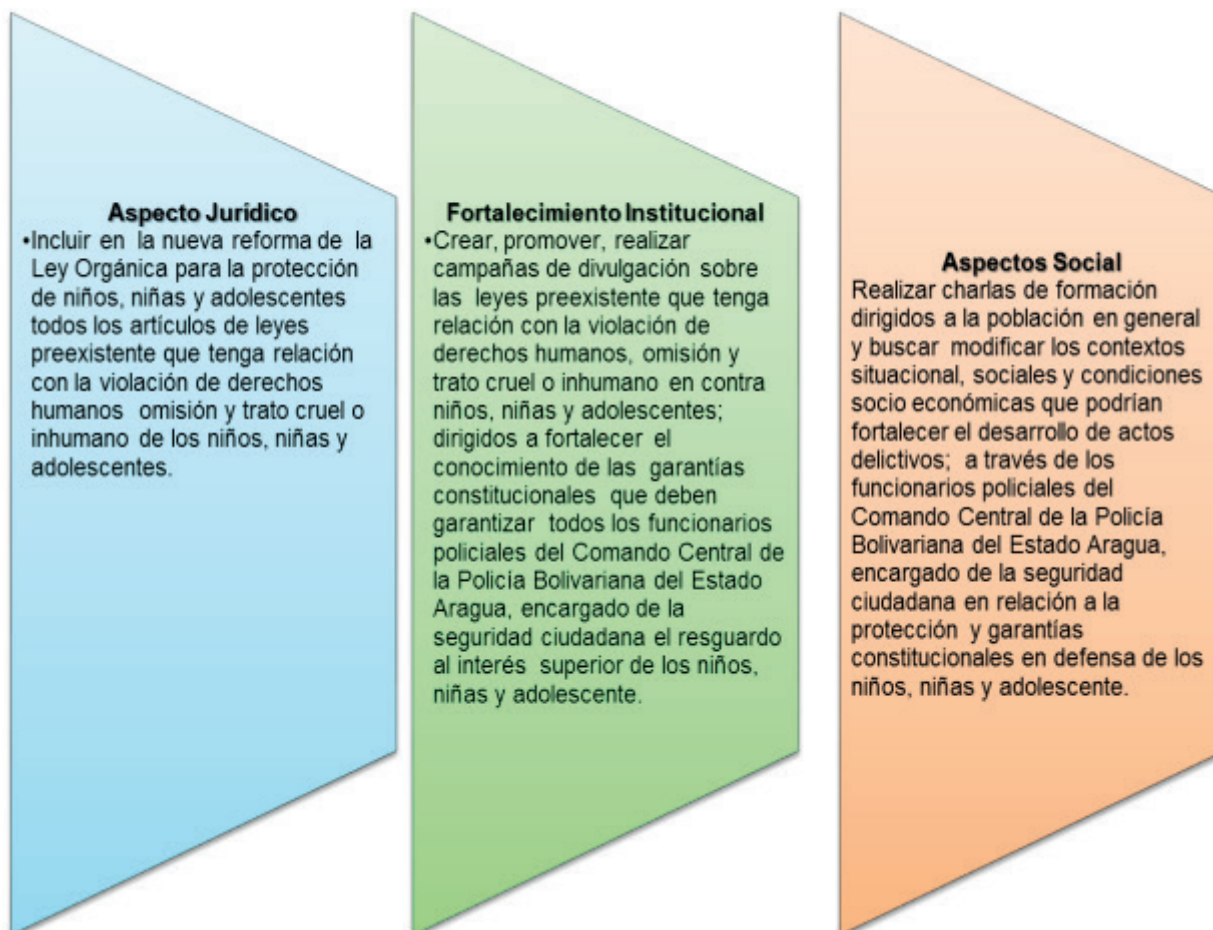 Aspecto Jurídico
•Incluir en la nueva reforma de la
Ley Orgánica para la protección
de niños, niñas y adolescentes
todos los artículos de leyes
preexistente que tenga relación
con la violación de derechos
humanos omisión y trato cruel o
inhumano de los niños, niñas y
adolescentes.
Fortalecimiento Institucional
•Crear, promover, realizar
campañas de divulgación sobre
las leyes preexistente que tenga
relación con la violación de
derechos humanos, omisión y
trato cruel o inhumano en contra
niños, niñas y adolescentes;
dirigidos a fortalecer el
conocimiento de las garantías
constitucionales que deben
garantizar todos los funcionarios
policiales del Comando Central de
la Policía Bolivariana del Estado
Aragua, encargado de la
seguridad ciudadana el resguardo
al interés superior de los niños,
niñas y adolescente.
Aspectos Social
Realizar charlas de formación
dirigidos a la población en general
y buscar modificar los contextos
situacional, sociales y condiciones
socio económicas que podrían
fortalecer el desarrollo de actos
delictivos; a través de los
funcionarios policiales del
Comando Central de la Policía
Bolivariana del Estado Aragua,
encargado de la seguridad
ciudadana en relación a la
protección y garantías
constitucionales en defensa de los
niños, niñas y adolescente.